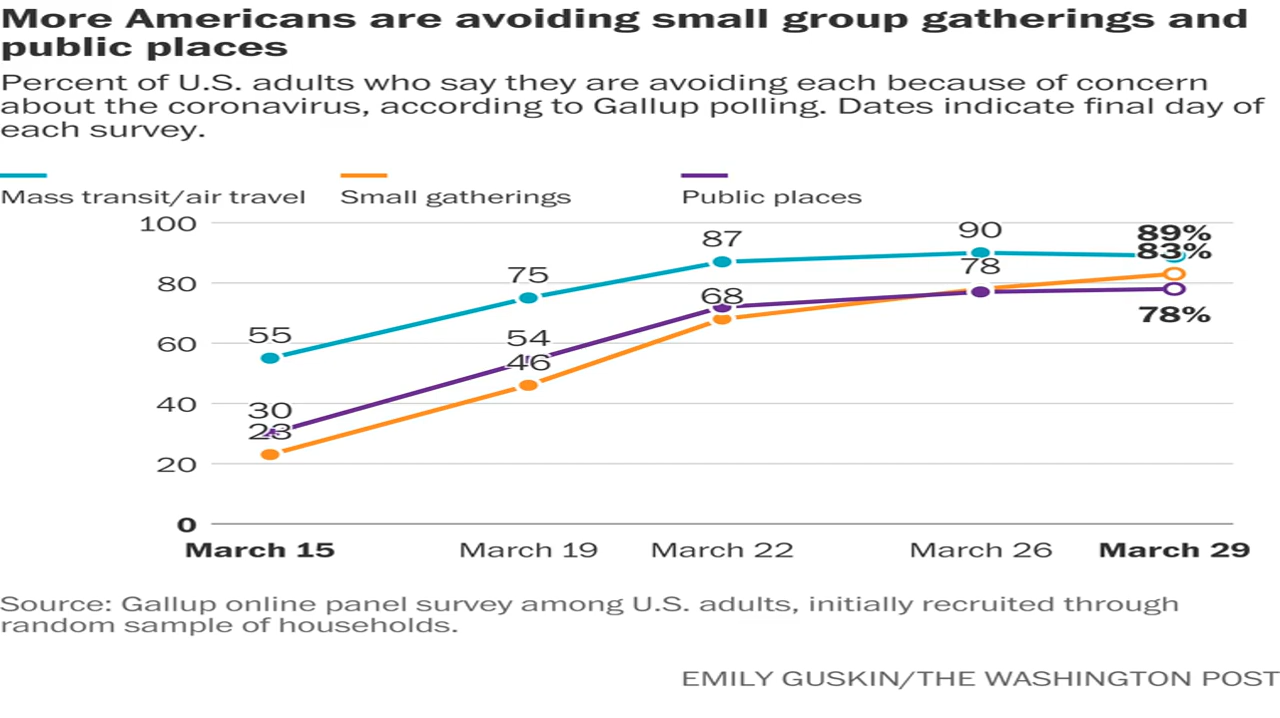 More Americans are avoiding small group gatherings and
public places
Percent of U.S. adults who say they are avoiding each because of concern
about the coronavirus, according to Gallup polling. Dates indicate final day of
each survey.
Mass transit/air travel Small gatherings Public places
100
80
60
40
20
0
55
30
23
75
54
46
87
68
90
78
89%
83%
78%
March 15 March 19 March 22 March 26 March 29
Source: Gallup online panel survey among U.S. adults, initially recruited through
random sample of households.
EMILY GUSKIN/THE WASHINGTON POST